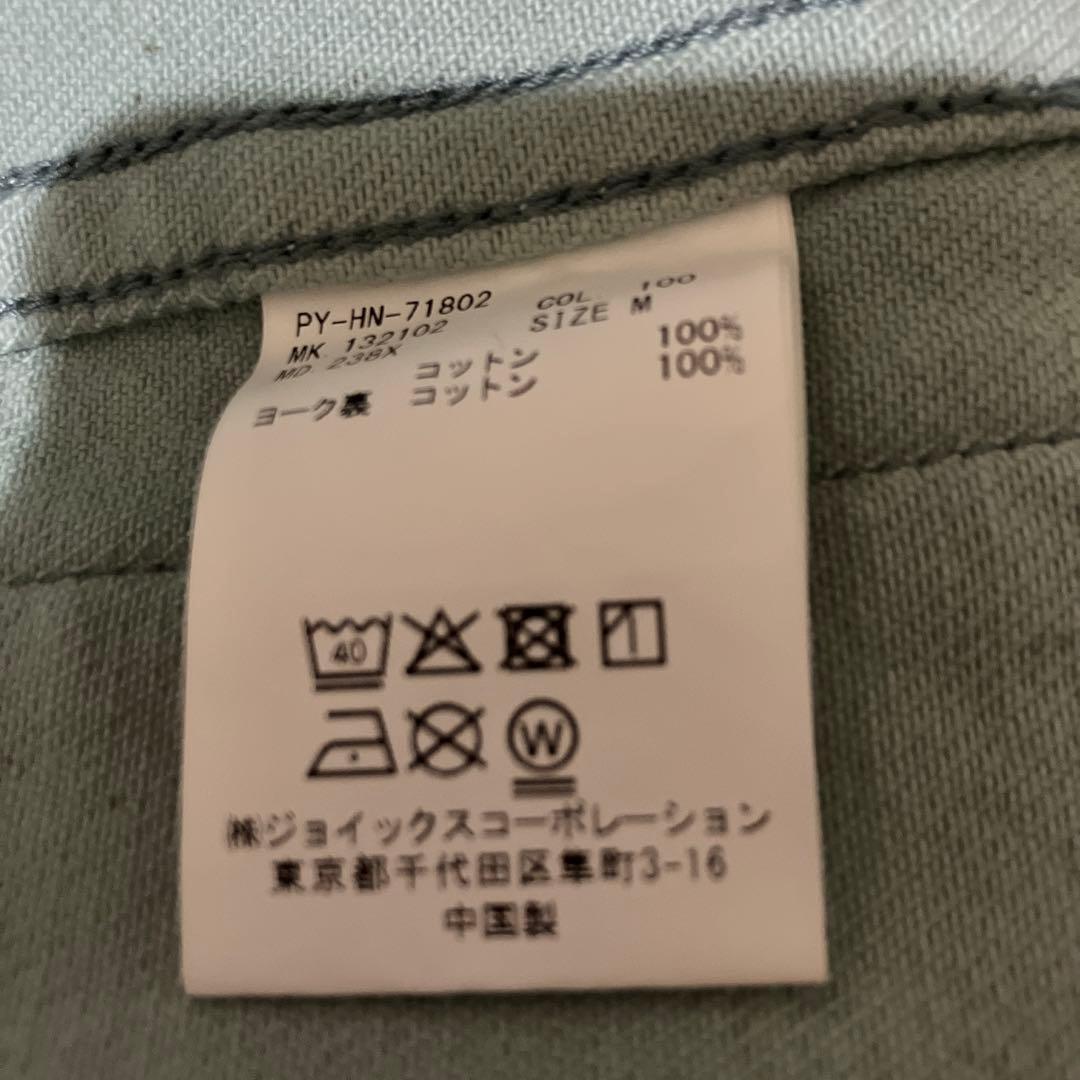 PY-HN-71802 COL 100
MK 132102 SIZE M
MD 238X コットン 100%
ヨーク裏 コットン 100%
40
W
㈱ジョイックスコーポレーション
東京都千代田区隼町3-16
中国製